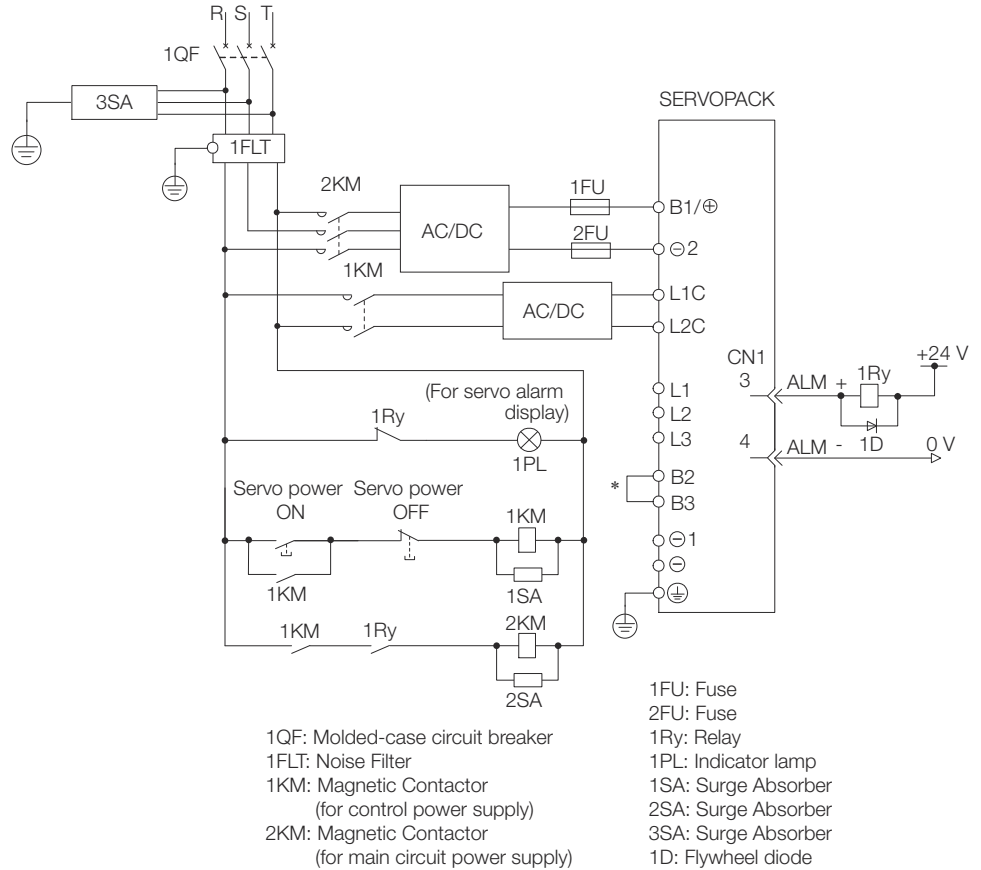 R S T
1QF
3SA
SERVOPACK
1FLT
2KM
1FU
B1/⊕
AC/DC
2FU
⊖2
1KM
L1C
AC/DC
L2C
CN1
+24 V
3
ALM +
1Ry
L1
(For servo alarm
display)
L2
1Ry
L3
4
ALM -
1D
0 V
1PL
B2
*
Servo power
ON
Servo power
OFF
B3
1KM
⊖1
⊖
1KM
1SA
1KM
1Ry
2KM
2SA
1QF: Molded-case circuit breaker
1FLT: Noise Filter
1KM: Magnetic Contactor
(for control power supply)
2KM: Magnetic Contactor
(for main circuit power supply)
1FU: Fuse
2FU: Fuse
1Ry: Relay
1PL: Indicator lamp
1SA: Surge Absorber
2SA: Surge Absorber
3SA: Surge Absorber
1D: Flywheel diode